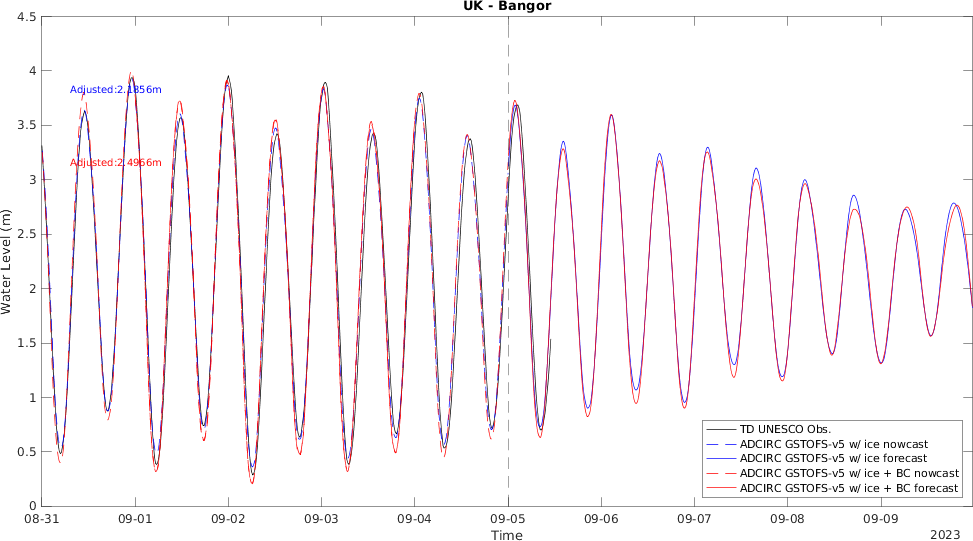 UK - Bangor
4.5
4
3.5
3
2.5
2
1.5
1
0.5
0
Water Level (m)
Adjusted:2.1856m
Adjusted:2.4966m
TD UNESCO Obs.
ADCIRC GSTOFS-v5 w/ ice nowcast
ADCIRC GSTOFS-v5 w/ ice forecast
ADCIRC GSTOFS-v5 w/ ice + BC nowcast
ADCIRC GSTOFS-v5 w/ ice + BC forecast
08-31 09-01 09-02 09-03 09-04 09-05 09-06 09-07 09-08 09-09
Time
2023